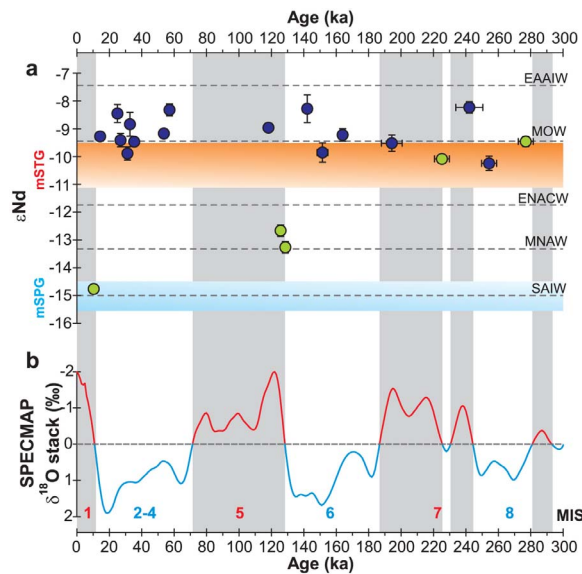 Age (ka)
0 20 40 60 80 100 120 140 160 180 200 220 240 260 280 300
a
-7
EAAIW
-8
-9
MOW
-10
-11
ENACW
-12
-13
MNAW
-14
-15
SAIW
-16
εNd
mSTG
mSPG
b
-2
-1
0
1
2
SPECMAP
δ18O stack (‰)
1 2-4 5 6 7 8 MIS
0 20 40 60 80 100 120 140 160 180 200 220 240 260 280 300
Age (ka)